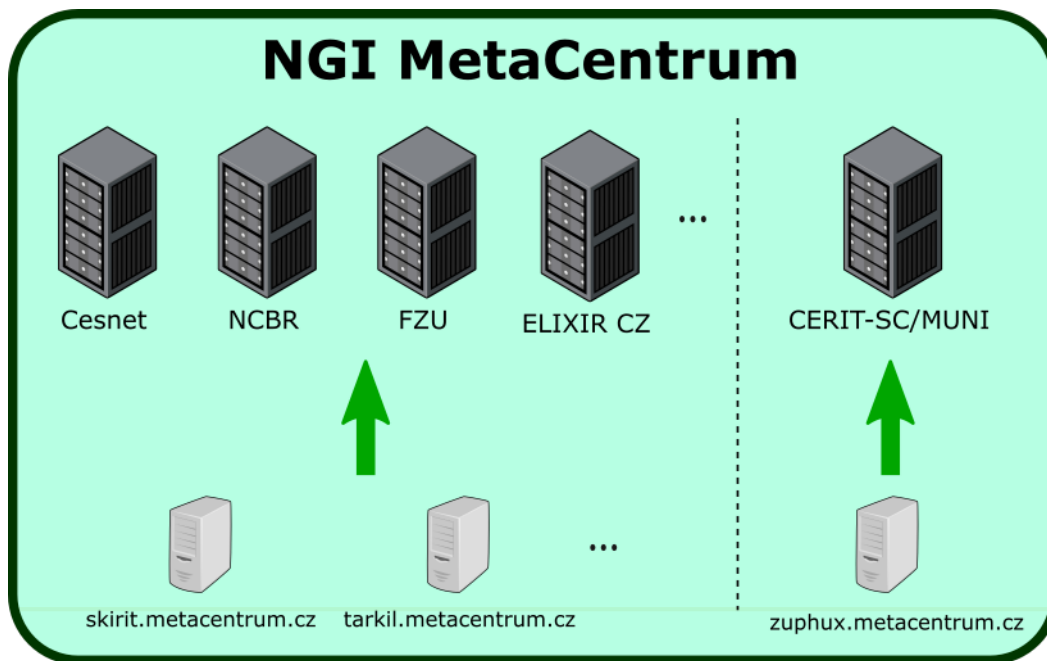 NGI MetaCentrum
...
Cesnet
NCBR
FZU
ELIXIR CZ
CERIT-SC/MUNI
...
skirit.metacentrum.cz
tarkil.metacentrum.cz
zuphux.metacentrum.cz